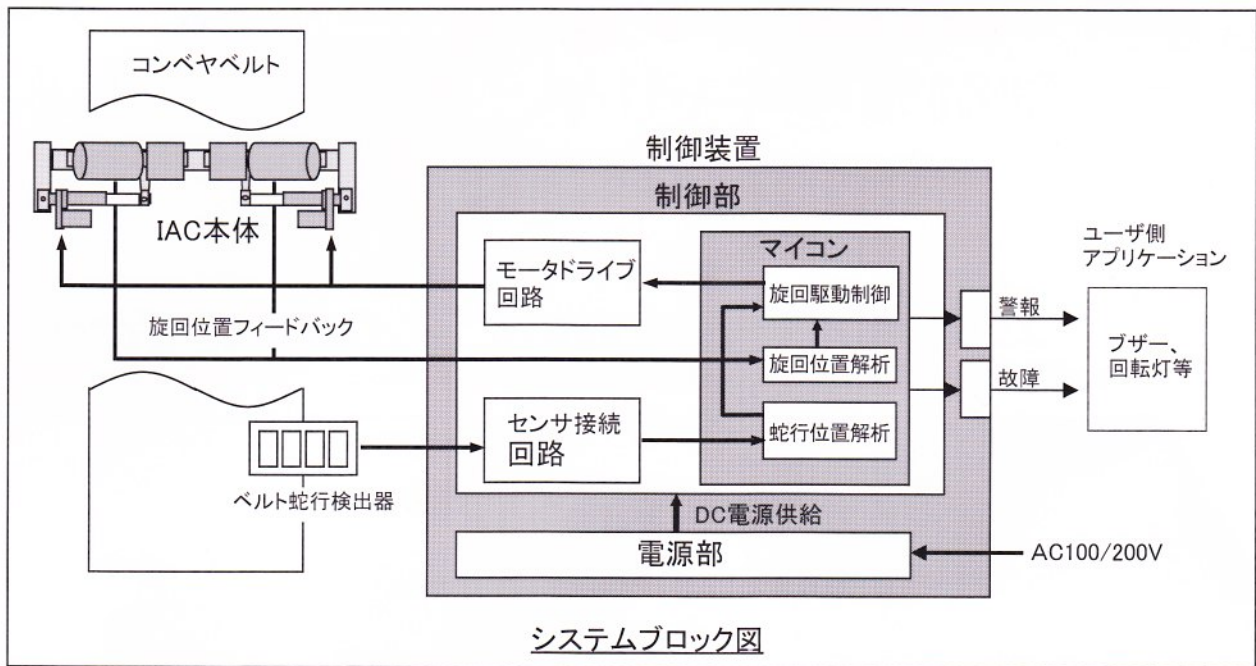 コンベヤベルト
IAC本体
旋回位置フィードバック
ベルト蛇行検出器
制御装置
制御部
モータドライブ
回路
センサ接続
回路
マイコン
旋回駆動制御
旋回位置解析
蛇行位置解析
DC電源供給
電源部
AC100/200V
警報
故障
ユーザ側
アプリケーション
ブザー、
回転灯等
システムブロック図